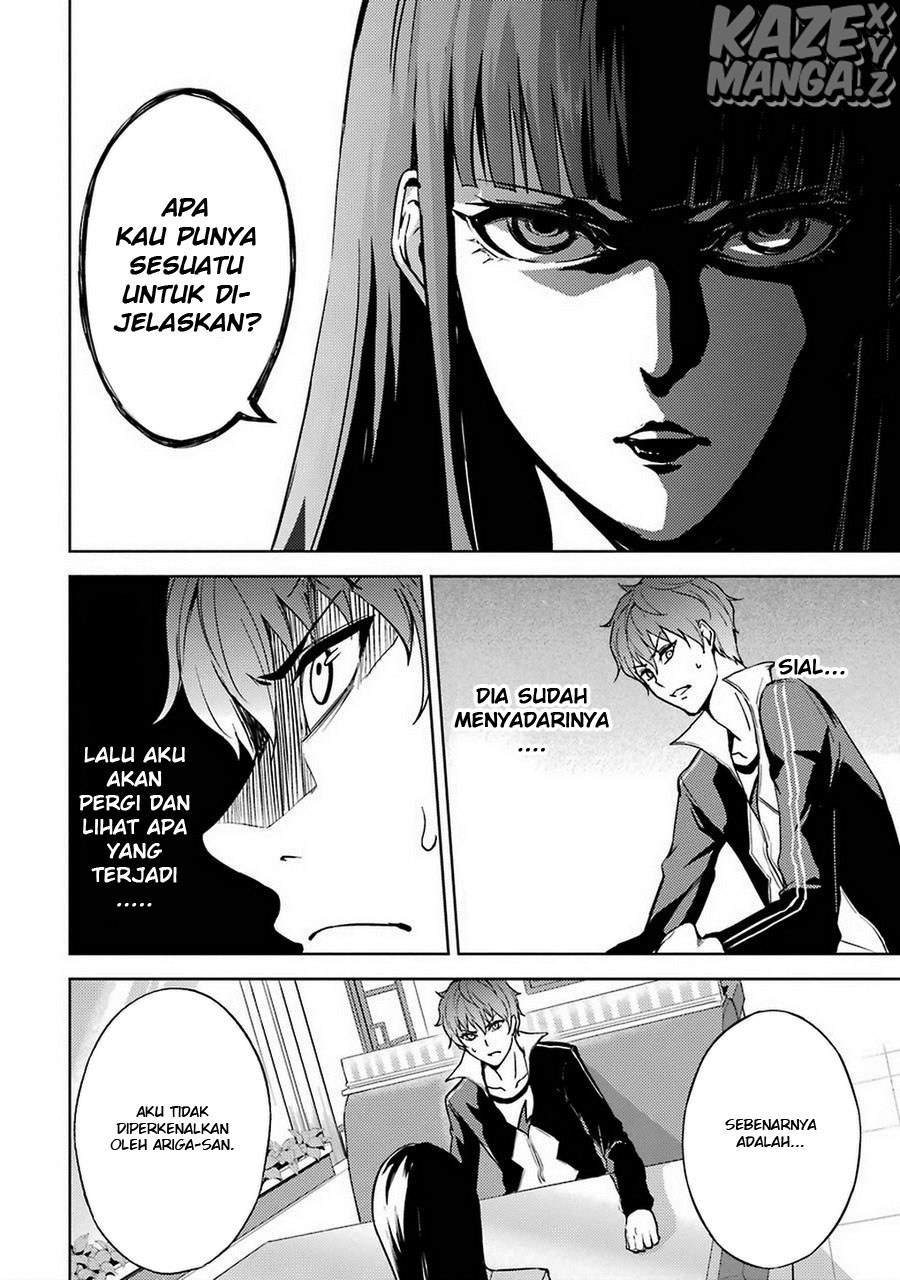 KAZE
MANGA.
XYZ
APA
KAU PUNYA
SESUATU
UNTUK DI-
JELASKAN?
SIAL...
DIA SUDAH
MENYADARINYA
....
LALU AKU
AKAN
PERGI DAN
LIHAT APA
YANG
TERJADI
.....
SEBENARNYA
ADALAH...
AKU TIDAK
DIPERKENALKAN
OLEH ARIGA-SAN.